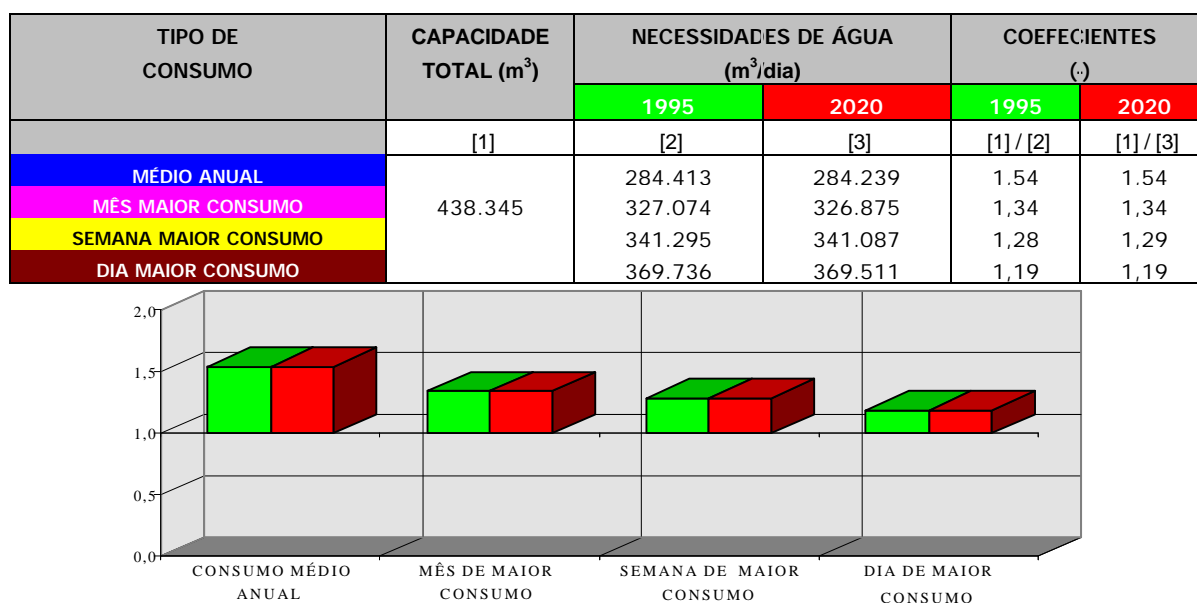 TIPO DE CONSUMO CAPACIDADE TOTAL (m³) NECESSIDADES DE ÁGUA (m³/dia) COEFECIENTES (-)
1995 2020 1995 2020
[1] [2] [3] [1] / [2] [1] / [3]
MÉDIO ANUAL 284.413 284.239 1.54 1.54
MÊS MAIOR CONSUMO 438.345 327.074 326.875 1,34 1,34
SEMANA MAIOR CONSUMO 341.295 341.087 1,28 1,29
DIA MAIOR CONSUMO 369.736 369.511 1,19 1,19
2,0
1,5
1,0
0,5
0,0
CONSUMO MÉDIO ANUAL
MÊS DE MAIOR CONSUMO
SEMANA DE MAIOR CONSUMO
DIA DE MAIOR CONSUMO